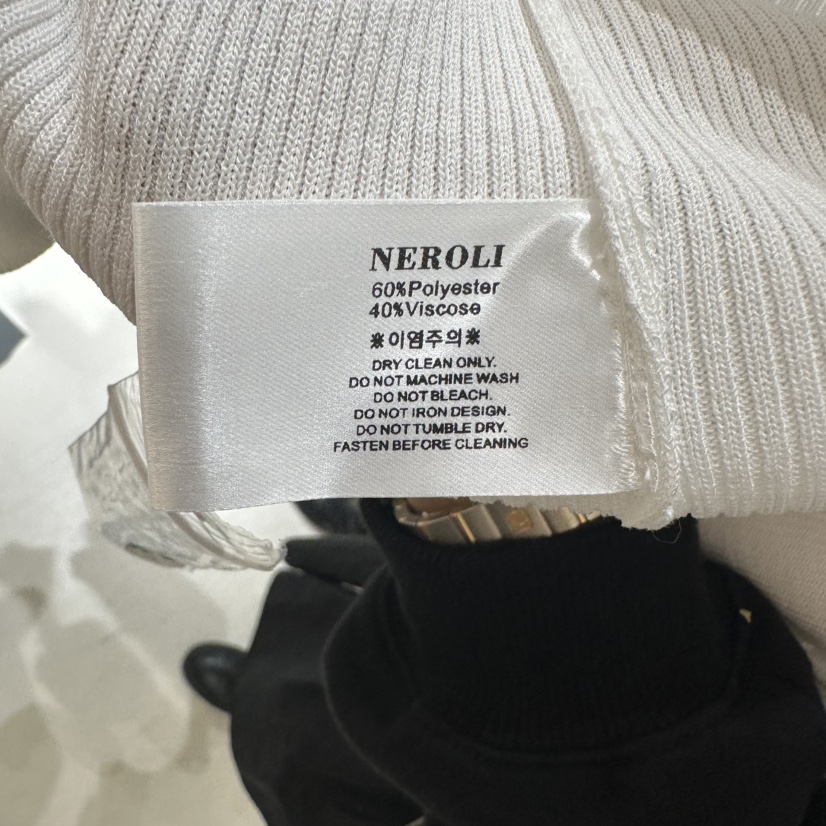 NEROLI
60%Polyester
40%Viscose
※이염주의※
DRY CLEAN ONLY.
DO NOT MACHINE WASH
DO NOT BLEACH.
DO NOT IRON DESIGN.
DO NOT TUMBLE DRY.
FASTEN BEFORE CLEANING